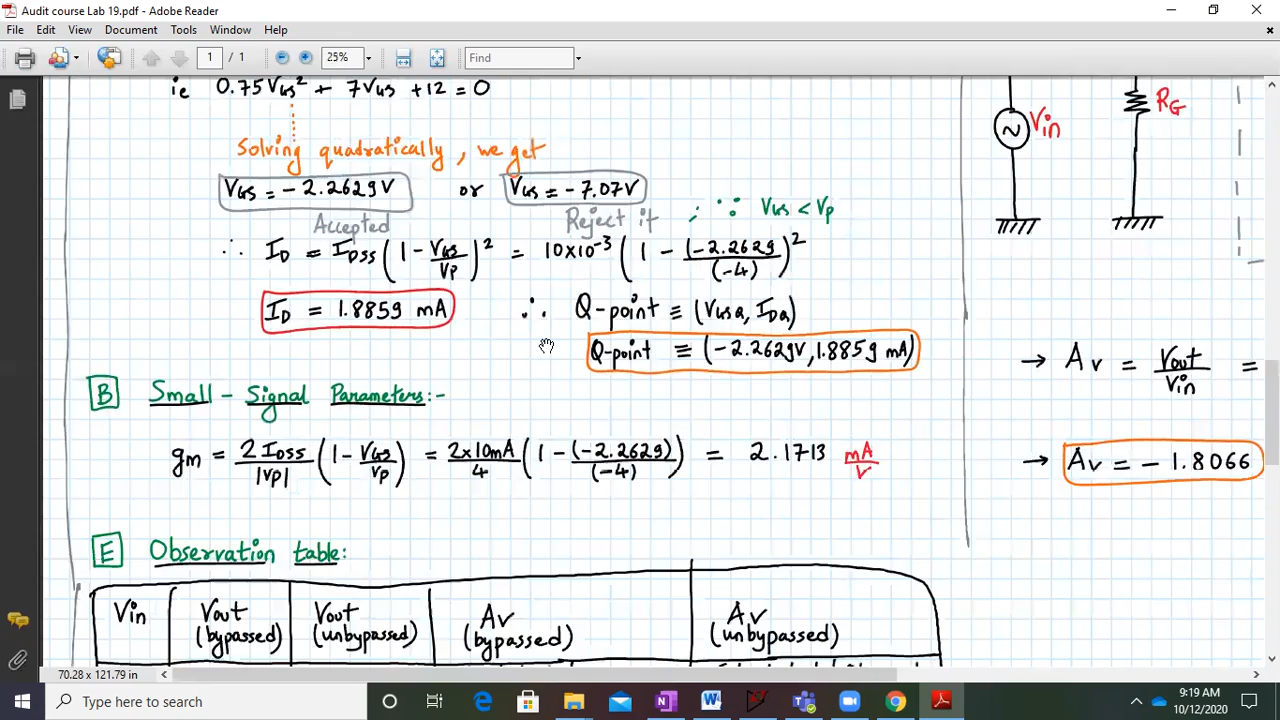 Audit course Lab 19.pdf - Adobe Reader
File Edit View Document Tools Window Help
1 / 1 25% Find
ie 0.75VGS² + 7VGS + 12 = 0
Solving quadratically, we get
VGS = - 2.2629V or VGS = - 7.07V
Accepted Reject it ∵ VGS < VP
∴ ID = IDSS (1 - VGS/VP)² = 10x10⁻³ (1 - (-2.2629)/(-4))²
ID = 1.8859 mA ∴ Q-point ≡ (VGSQ, IDQ)
Q-point ≡ (-2.2629V, 1.8859 mA)
B Small - Signal Parameters:-
gm = 2 IDSS/|VP| (1 - VGS/VP) = 2x10mA/4 (1 - (-2.2629)/(-4)) = 2.1713 mA/V
E Observation table:
Vin Vout (bypassed) Vout (unbypassed) Av (bypassed) Av (unbypassed)
Vin RG
→ Av = Vout/Vin =
→ Av = - 1.8066
70.28 x 121.79 in
Type here to search
9:19 AM
10/12/2020